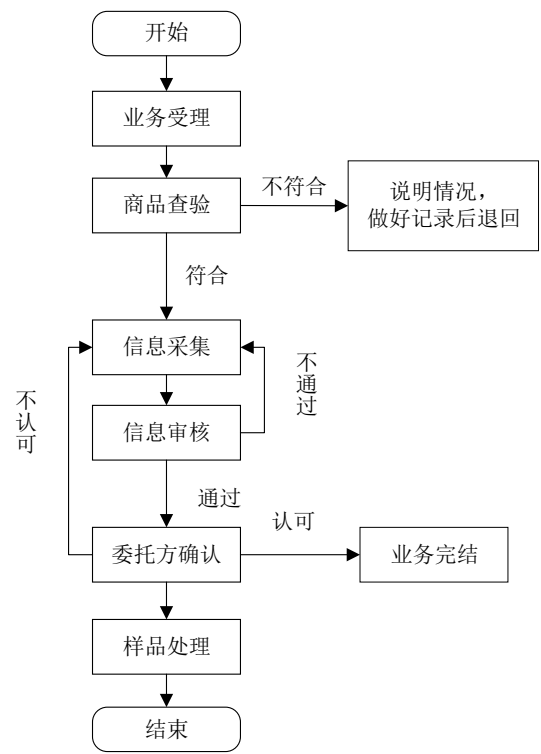 开始
业务受理
商品查验
不符合
说明情况，
做好记录后退回
符合
信息采集
不通过
不认可
信息审核
通过
认可
委托方确认
业务完结
样品处理
结束